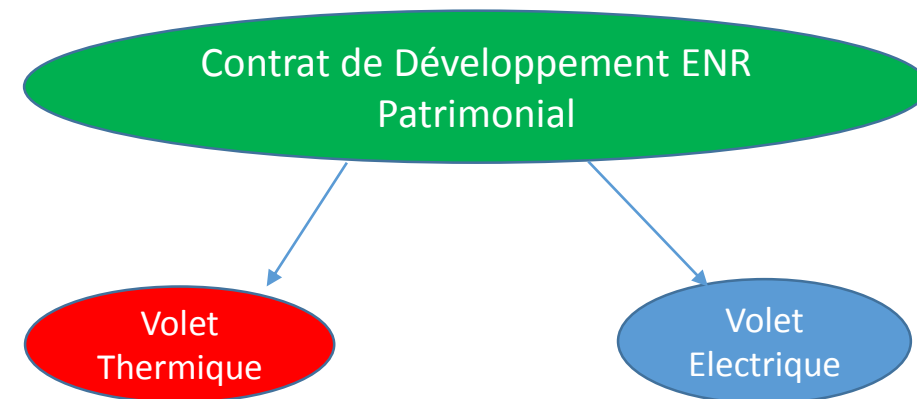 Contrat de Développement ENR
Patrimonial
Volet
Thermique
Volet
Electrique